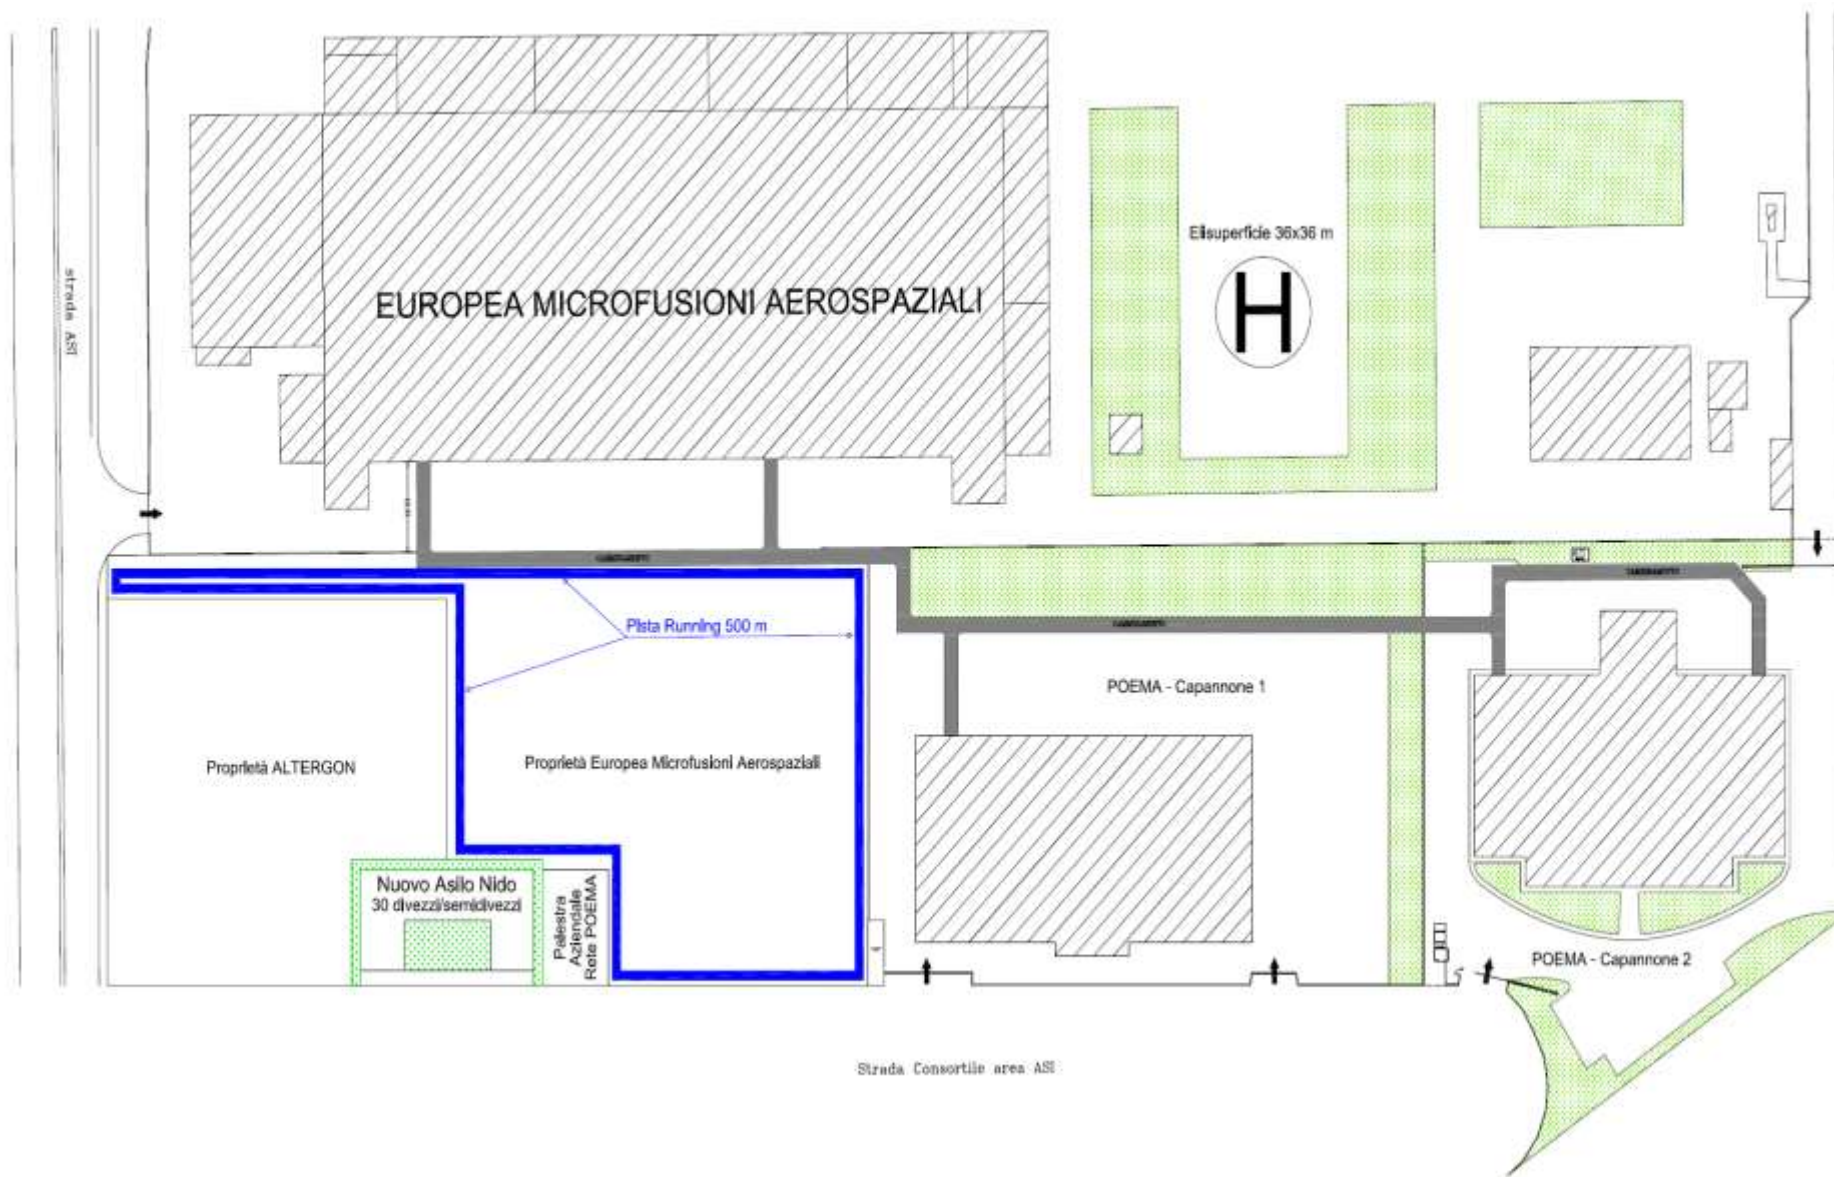 strada ASI
EUROPEA MICROFUSIONI AEROSPAZIALI
Elisuperficie 36x36 m
H
Pista Running 500 m
POEMA - Capannone 1
Proprietà ALTERGON
Proprietà Europea Microfusioni Aerospaziali
Nuovo Asilo Nido
30 divezzi/semidivezzi
Palestra
Aziendale
Rete POEMA
POEMA - Capannone 2
Strada Consortile area ASI